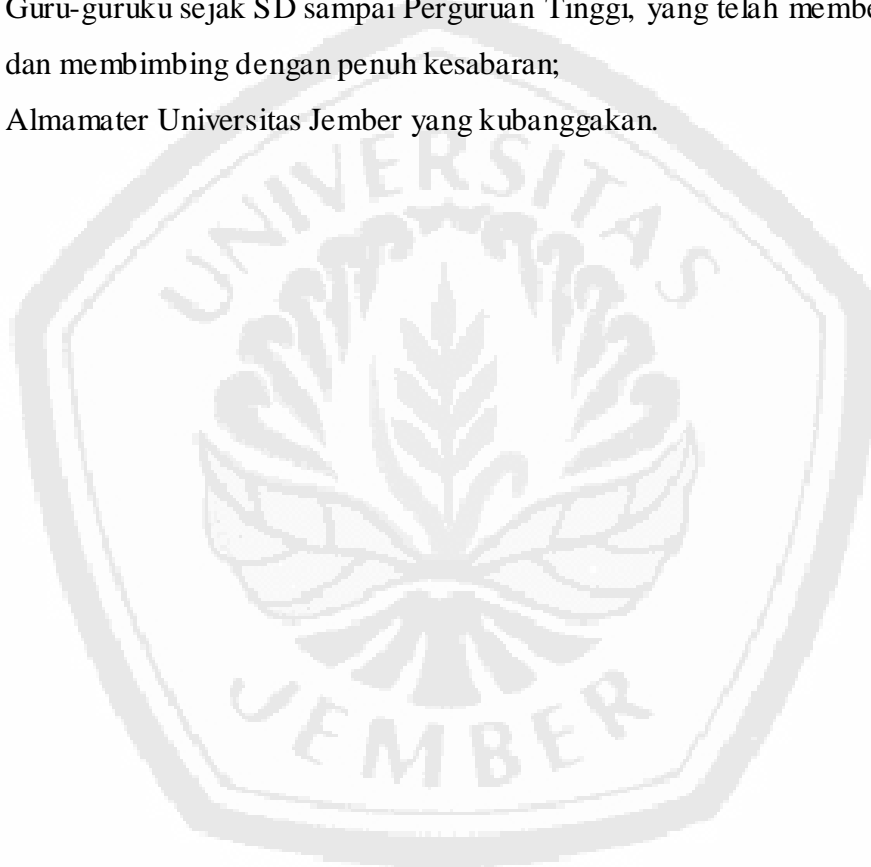 Guru-guruku sejak SD sampai Perguruan Tinggi, yang telah
dan membimbing dengan penuh kesabaran;
Almamater Universitas Jember yang kubanggakan.
UNIVERSITAS
JEMBER